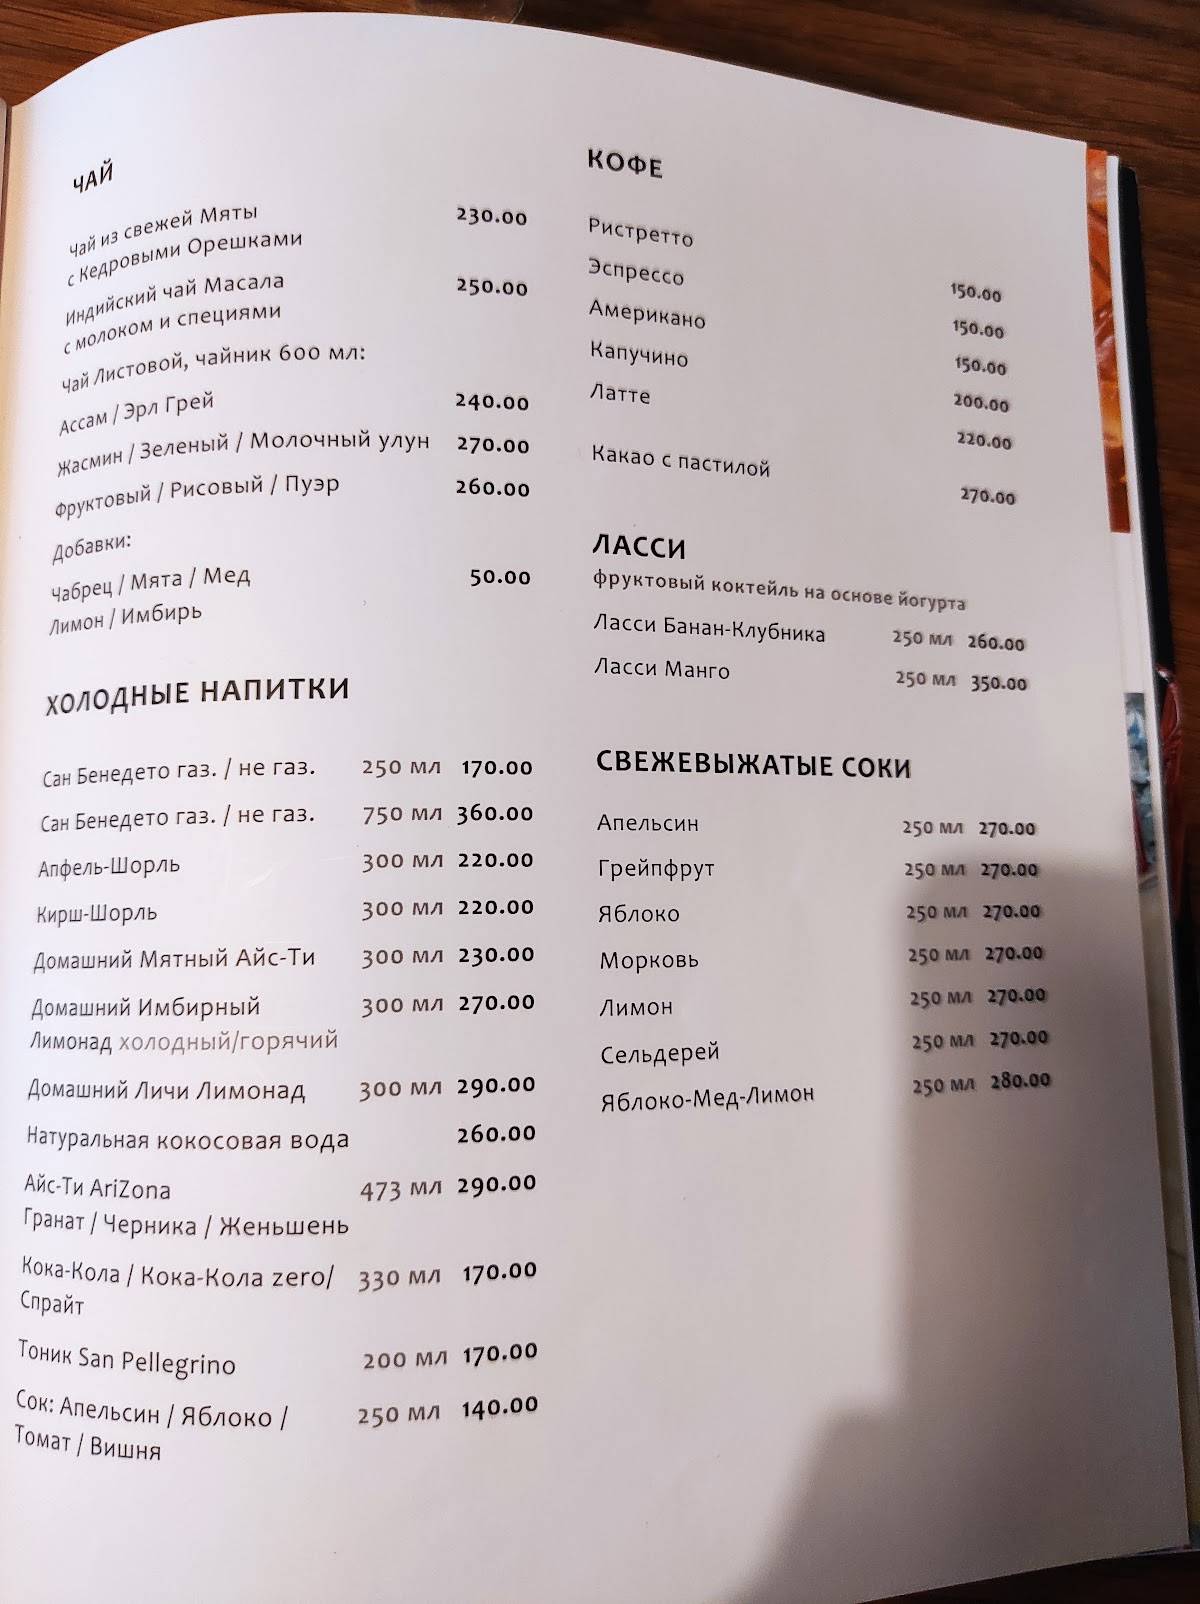 ЧАЙ
Чай из свежей Мяты 230.00
с Кедровыми Орешками
Индийский чай Масала 250.00
с молоком и специями
Чай Листовой, чайник 600 мл:
Ассам / Эрл Грей 240.00
Жасмин / Зеленый / Молочный улун 270.00
Фруктовый / Рисовый / Пуэр 260.00
Добавки:
Чабрец / Мята / Мед 50.00
Лимон / Имбирь
ХОЛОДНЫЕ НАПИТКИ
Сан Бенедето газ. / не газ. 250 мл 170.00
Сан Бенедето газ. / не газ. 750 мл 360.00
Апфель-Шорль 300 мл 220.00
Кирш-Шорль 300 мл 220.00
Домашний Мятный Айс-Ти 300 мл 230.00
Домашний Имбирный 300 мл 270.00
Лимонад холодный/горячий
Домашний Личи Лимонад 300 мл 290.00
Натуральная кокосовая вода 260.00
Айс-Ти AriZona 473 мл 290.00
Гранат / Черника / Женьшень
Кока-Кола / Кока-Кола zero/ 330 мл 170.00
Спрайт
Тоник San Pellegrino 200 мл 170.00
Сок: Апельсин / Яблоко / 250 мл 140.00
Томат / Вишня
КОФЕ
Ристретто 150.00
Эспрессо 150.00
Американо 150.00
Капучино 200.00
Латте 220.00
Какао с пастилой 270.00
ЛАССИ
фруктовый коктейль на основе йогурта
Ласси Банан-Клубника 250 мл 260.00
Ласси Манго 250 мл 350.00
СВЕЖЕВЫЖАТЫЕ СОКИ
Апельсин 250 мл 270.00
Грейпфрут 250 мл 270.00
Яблоко 250 мл 270.00
Морковь 250 мл 270.00
Лимон 250 мл 270.00
Сельдерей 250 мл 270.00
Яблоко-Мед-Лимон 250 мл 280.00